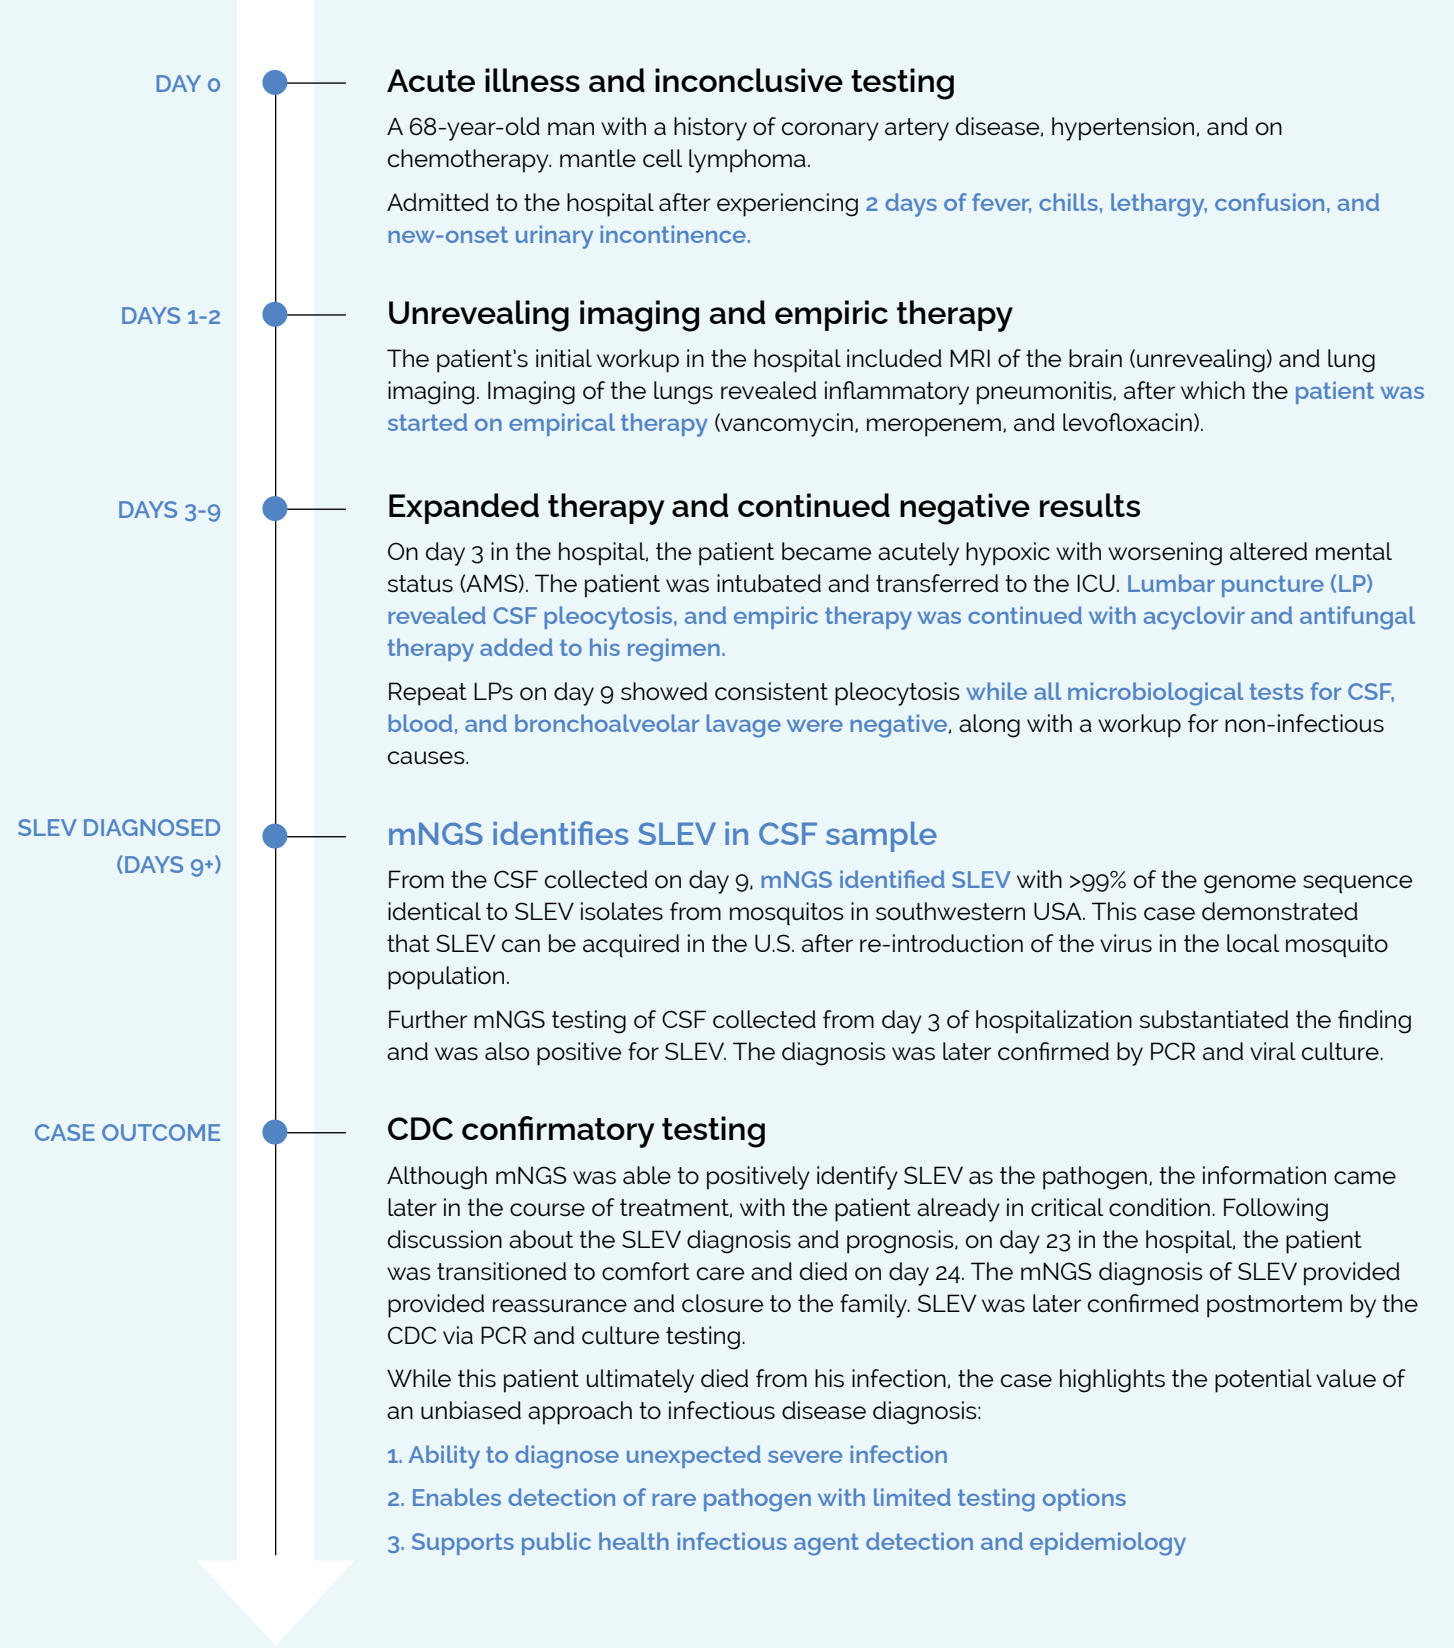 DAY 0
Acute illness and inconclusive testing
A 68-year-old man with a history of coronary artery disease, hypertension, and on
chemotherapy. mantle cell lymphoma.
Admitted to the hospital after experiencing 2 days of fever, chills, lethargy, confusion, and
new-onset urinary incontinence.
DAYS 1-2
Unrevealing imaging and empiric therapy
The patient's initial workup in the hospital included MRI of the brain (unrevealing) and lung
imaging. Imaging of the lungs revealed inflammatory pneumonitis, after which the patient was
started on empirical therapy (vancomycin, meropenem, and levofloxacin).
DAYS 3-9
Expanded therapy and continued negative results
On day 3 in the hospital, the patient became acutely hypoxic with worsening altered mental
status (AMS). The patient was intubated and transferred to the ICU. Lumbar puncture (LP)
revealed CSF pleocytosis, and empiric therapy was continued with acyclovir and antifungal
therapy added to his regimen.
Repeat LPs on day 9 showed consistent pleocytosis while all microbiological tests for CSF,
blood, and bronchoalveolar lavage were negative, along with a workup for non-infectious
causes.
SLEV DIAGNOSED
(DAYS 9+)
mNGS identifies SLEV in CSF sample
From the CSF collected on day 9, mNGS identified SLEV with >99% of the genome sequence
identical to SLEV isolates from mosquitos in southwestern USA. This case demonstrated
that SLEV can be acquired in the U.S. after re-introduction of the virus in the local mosquito
population.
Further mNGS testing of CSF collected from day 3 of hospitalization substantiated the finding
and was also positive for SLEV. The diagnosis was later confirmed by PCR and viral culture.
CASE OUTCOME
CDC confirmatory testing
Although mNGS was able to positively identify SLEV as the pathogen, the information came
later in the course of treatment, with the patient already in critical condition. Following
discussion about the SLEV diagnosis and prognosis, on day 23 in the hospital, the patient
was transitioned to comfort care and died on day 24. The mNGS diagnosis of SLEV provided
provided reassurance and closure to the family. SLEV was later confirmed postmortem by the
CDC via PCR and culture testing.
While this patient ultimately died from his infection, the case highlights the potential value of
an unbiased approach to infectious disease diagnosis:
1. Ability to diagnose unexpected severe infection
2. Enables detection of rare pathogen with limited testing options
3. Supports public health infectious agent detection and epidemiology